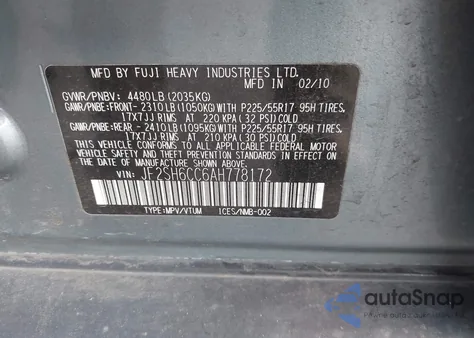 MFD BY FUJI HEAVY INDUSTRIES LTD.
MFD IN 02/10
GVWR/PNBV: 4480LB(2035KG)
GAWR/PNBE:FRONT- 2310LB(1050KG)WITH P225/55R17 95H TIRES,
17X7JJ RIMS AT 220 KPA (32 PSI)COLD
GAWR/PNBE:REAR - 2410LB(1095KG)WITH P225/55R17 95H TIRES,
17X7JJ RIMS AT 210 KPA (30 PSI)COLD
THIS VEHICLE CONFORMS TO ALL APPLICABLE
FEDERAL MOTOR VEHICLE SAFETY STANDARDS IN
EFFECT ON THE DATE OF MANUFACTURE SHOWN ABOVE.
VIN: JF2SH6CC6AH778172
TYPE:MPV/VTUM ICES/NMB-002
autoSnap